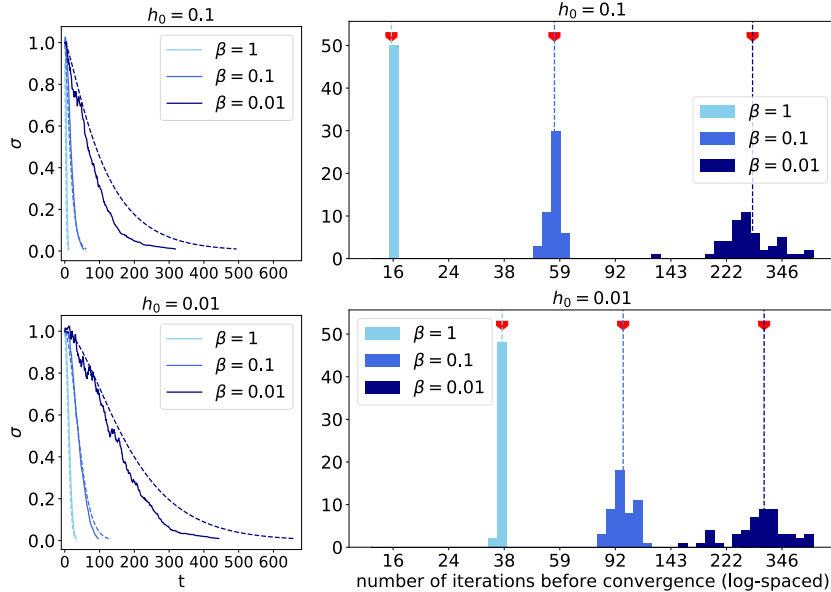 h₀ = 0.1
1.0
0.8
0.6
0.4
0.2
0.0
σ
0 100 200 300 400 500 600
β = 1
β = 0.1
β = 0.01
h₀ = 0.1
50
40
30
20
10
0
16 24 38 59 92 143 222 346
β = 1
β = 0.1
β = 0.01
h₀ = 0.01
1.0
0.8
0.6
0.4
0.2
0.0
σ
0 100 200 300 400 500 600
t
β = 1
β = 0.1
β = 0.01
h₀ = 0.01
50
40
30
20
10
0
16 24 38 59 92 143 222 346
number of iterations before convergence (log-spaced)
β = 1
β = 0.1
β = 0.01